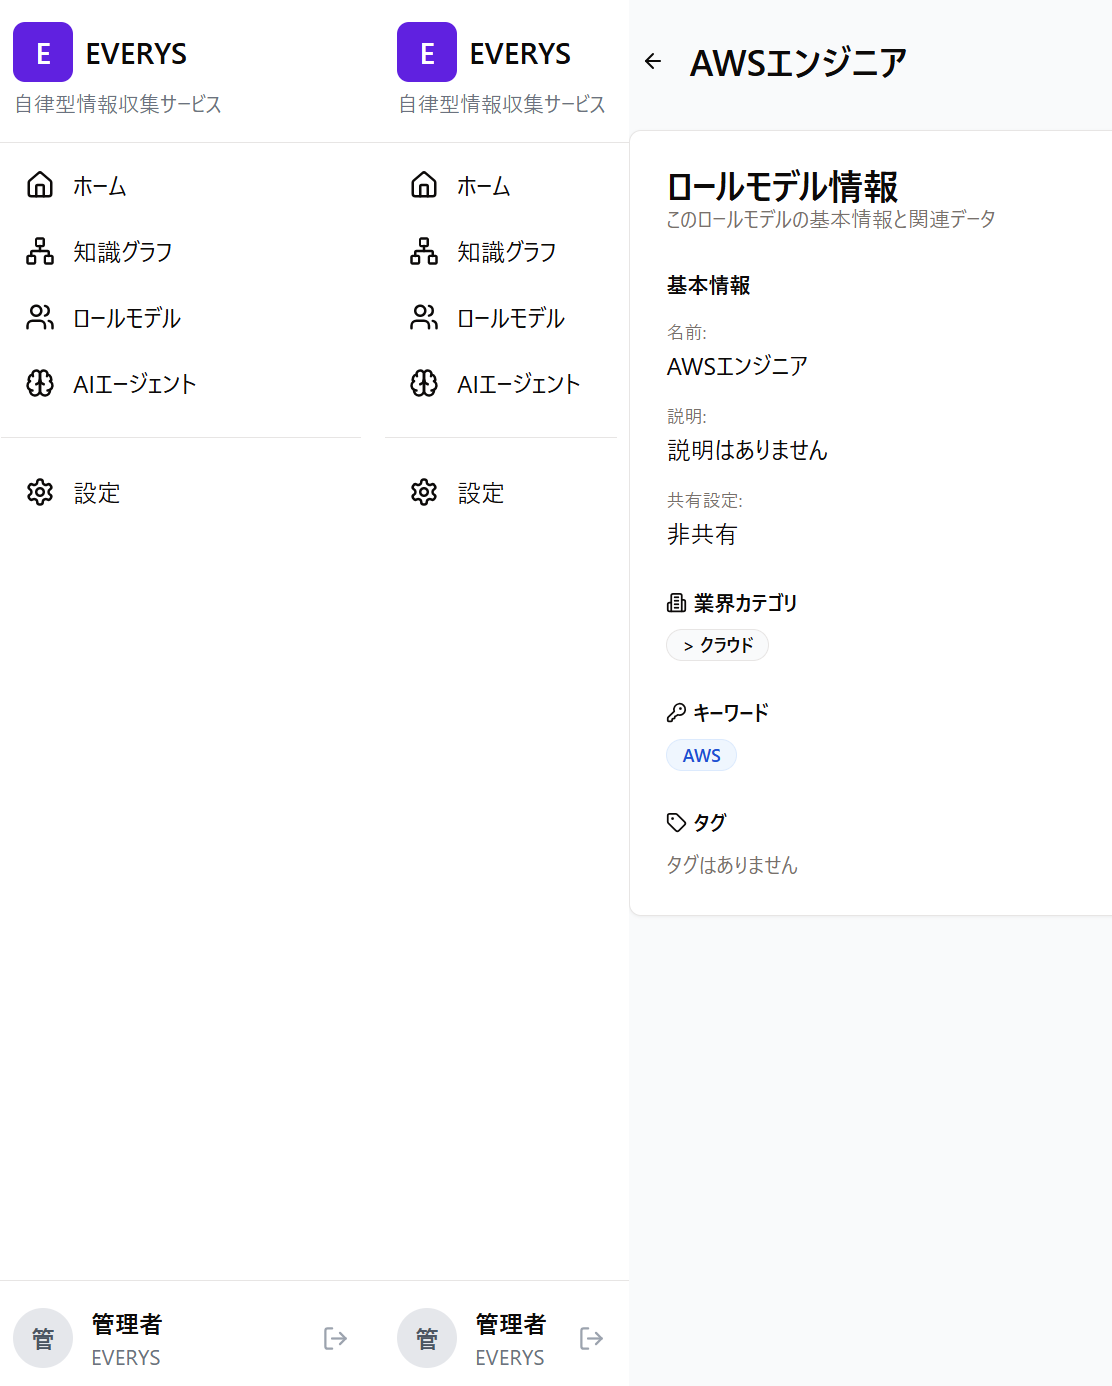 E EVERYS
自律型情報収集サービス
ホーム
知識グラフ
ロールモデル
AIエージェント
設定
管 管理者
EVERYS
E EVERYS
自律型情報収集サービス
ホーム
知識グラフ
ロールモデル
AIエージェント
設定
管 管理者
EVERYS
AWSエンジニア
ロールモデル情報
このロールモデルの基本情報と関連データ
基本情報
名前:
AWSエンジニア
説明:
説明はありません
共有設定:
非共有
業界カテゴリ
> クラウド
キーワード
AWS
タグ
タグはありません